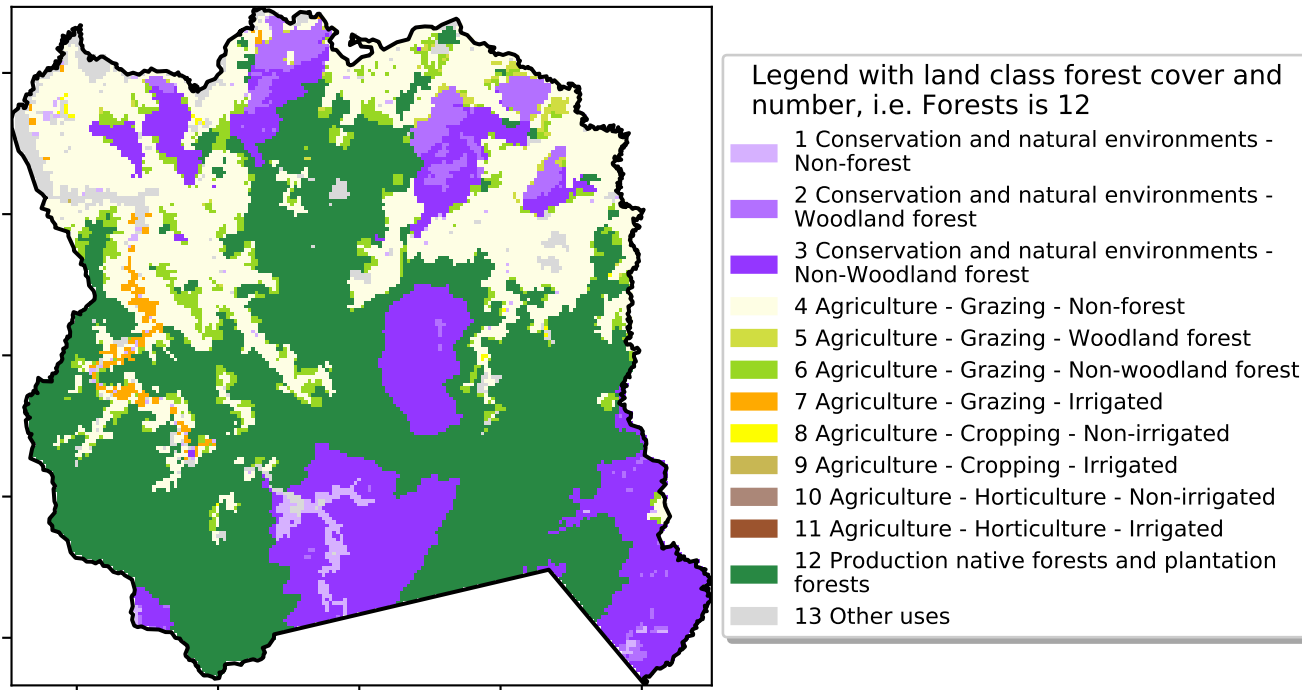 Legend with land class forest cover and
number, i.e. Forests is 12
1 Conservation and natural environments -
Non-forest
2 Conservation and natural environments -
Woodland forest
3 Conservation and natural environments -
Non-Woodland forest
4 Agriculture - Grazing - Non-forest
5 Agriculture - Grazing - Woodland forest
6 Agriculture - Grazing - Non-woodland forest
7 Agriculture - Grazing - Irrigated
8 Agriculture - Cropping - Non-irrigated
9 Agriculture - Cropping - Irrigated
10 Agriculture - Horticulture - Non-irrigated
11 Agriculture - Horticulture - Irrigated
12 Production native forests and plantation
forests
13 Other uses